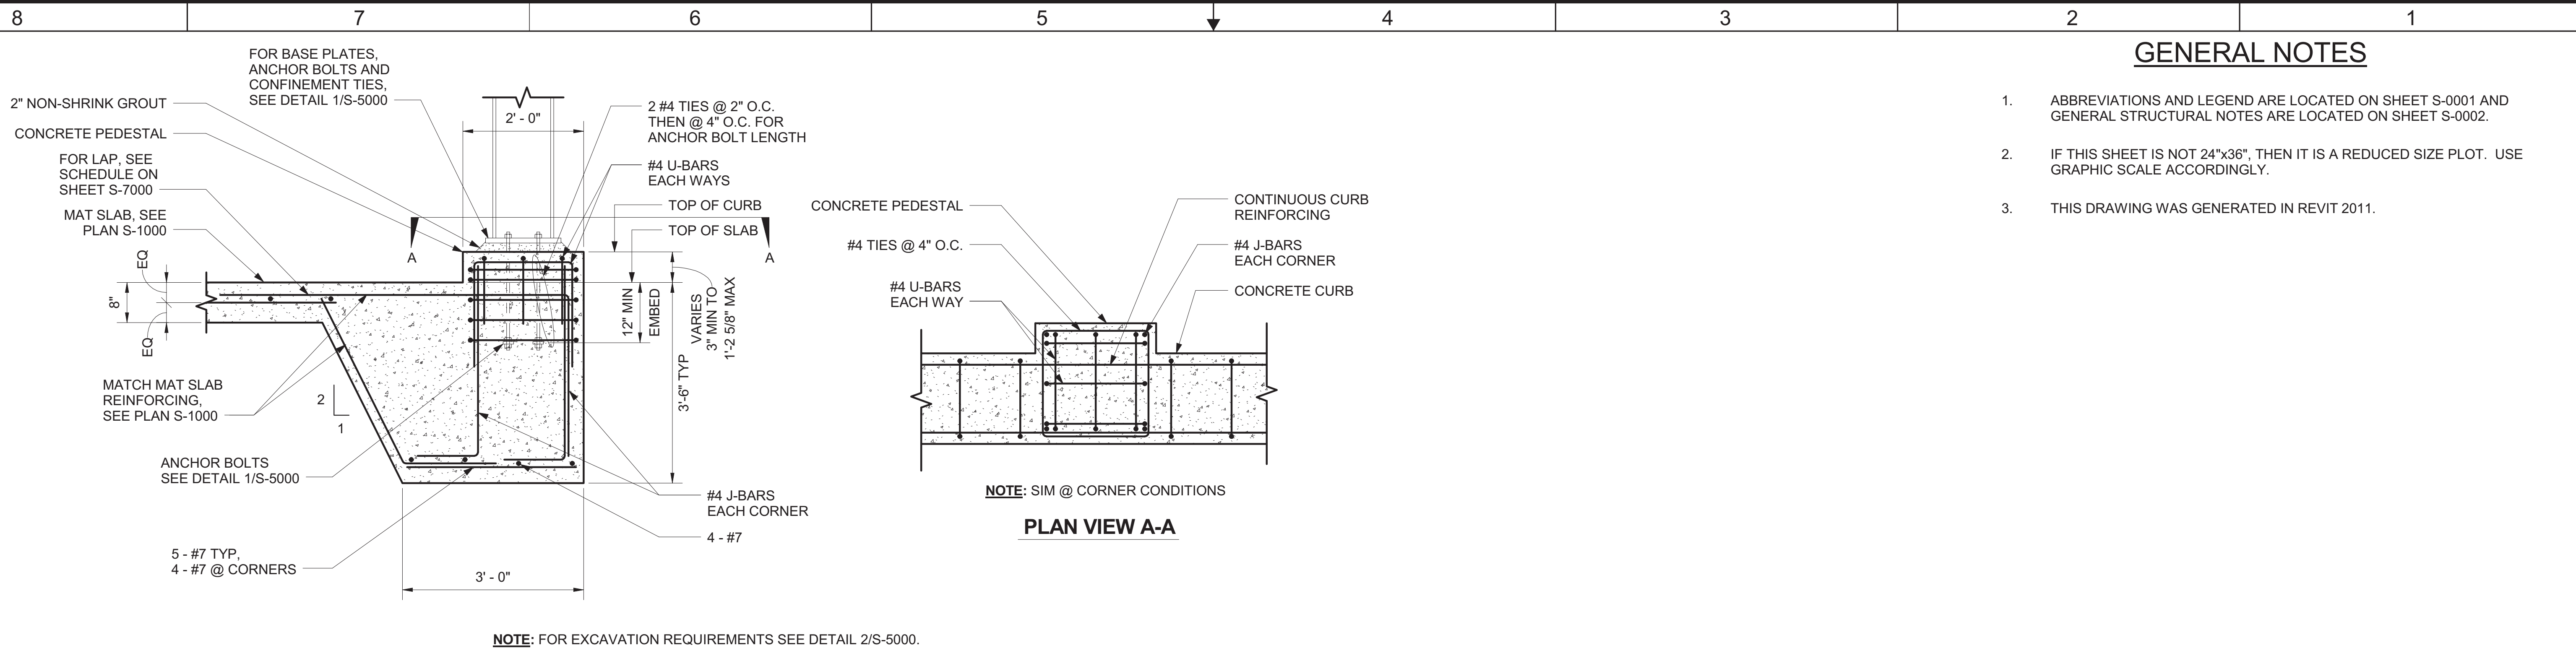 8
7
6
5
4
3
2
1
FOR BASE PLATES,
ANCHOR BOLTS AND
CONFINEMENT TIES,
SEE DETAIL 1/S-5000
2" NON-SHRINK GROUT
CONCRETE PEDESTAL
FOR LAP, SEE
SCHEDULE ON
SHEET S-7000
MAT SLAB, SEE
PLAN S-1000
EQ
8"
EQ
MATCH MAT SLAB
REINFORCING,
SEE PLAN S-1000
2
1
ANCHOR BOLTS
SEE DETAIL 1/S-5000
5 - #7 TYP,
4 - #7 @ CORNERS
2' - 0"
2 #4 TIES @ 2" O.C.
THEN @ 4" O.C. FOR
ANCHOR BOLT LENGTH
#4 U-BARS
EACH WAYS
TOP OF CURB
TOP OF SLAB
A
A
12" MIN
EMBED
VARIES
3" MIN TO
1'-2 5/8" MAX
3'-6" TYP
#4 J-BARS
EACH CORNER
4 - #7
3' - 0"
NOTE: FOR EXCAVATION REQUIREMENTS SEE DETAIL 2/S-5000.
CONCRETE PEDESTAL
#4 TIES @ 4" O.C.
#4 U-BARS
EACH WAY
CONTINUOUS CURB
REINFORCING
#4 J-BARS
EACH CORNER
CONCRETE CURB
NOTE: SIM @ CORNER CONDITIONS
PLAN VIEW A-A
GENERAL NOTES
1. ABBREVIATIONS AND LEGEND ARE LOCATED ON SHEET S-0001 AND
GENERAL STRUCTURAL NOTES ARE LOCATED ON SHEET S-0002.
2. IF THIS SHEET IS NOT 24"x36", THEN IT IS A REDUCED SIZE PLOT. USE
GRAPHIC SCALE ACCORDINGLY.
3. THIS DRAWING WAS GENERATED IN REVIT 2011.